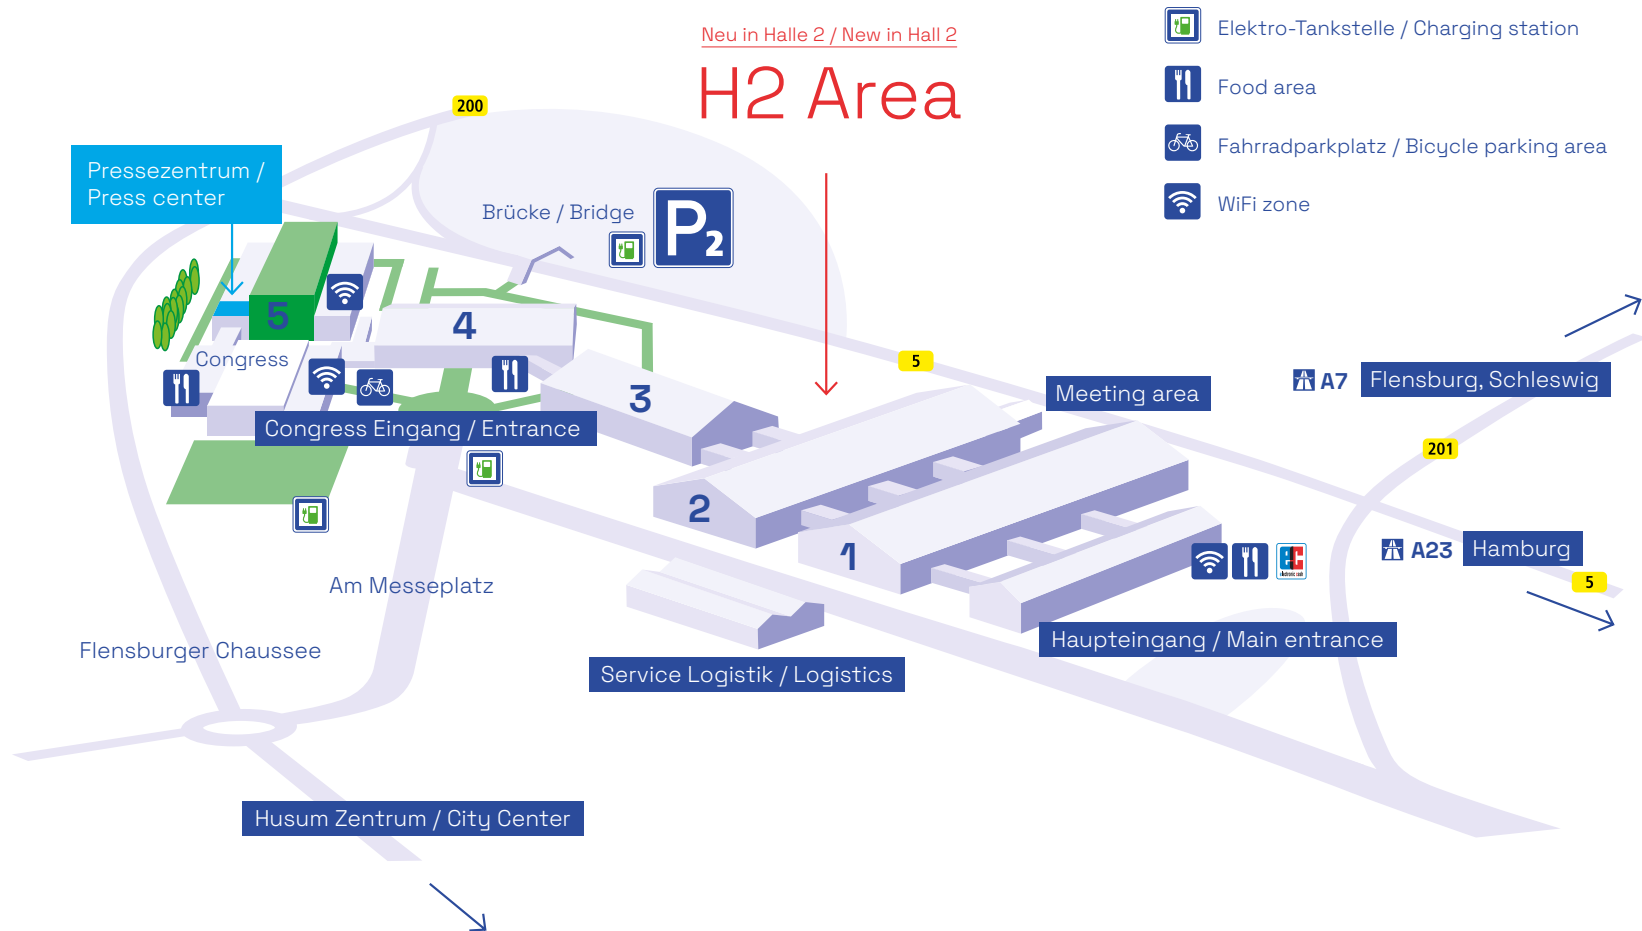 Neu in Halle 2 / New in Hall 2
H2 Area
Elektro-Tankstelle / Charging station
Food area
Fahrradparkplatz / Bicycle parking area
WiFi zone
200
Pressezentrum /
Press center
Brücke / Bridge
P2
5
4
Congress
3
5
Meeting area
A7
Flensburg, Schleswig
Congress Eingang / Entrance
201
2
1
A23
Hamburg
5
ec
electronic cash
Am Messeplatz
Haupteingang / Main entrance
Flensburger Chaussee
Service Logistik / Logistics
Husum Zentrum / City Center